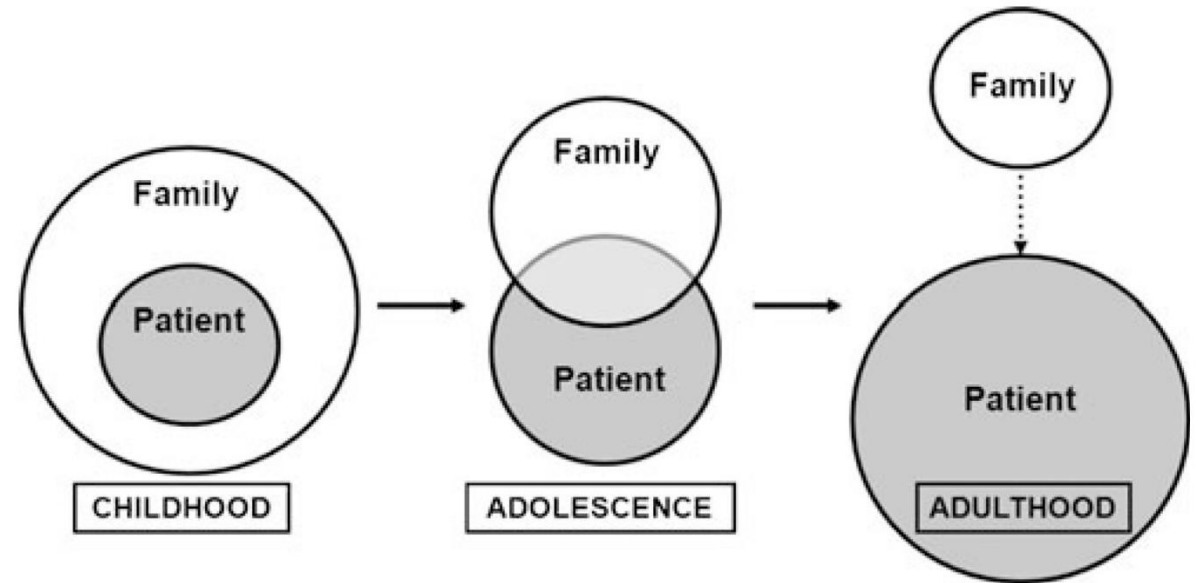 Family
Patient
CHILDHOOD
Family
Patient
ADOLESCENCE
Family
Patient
ADULTHOOD